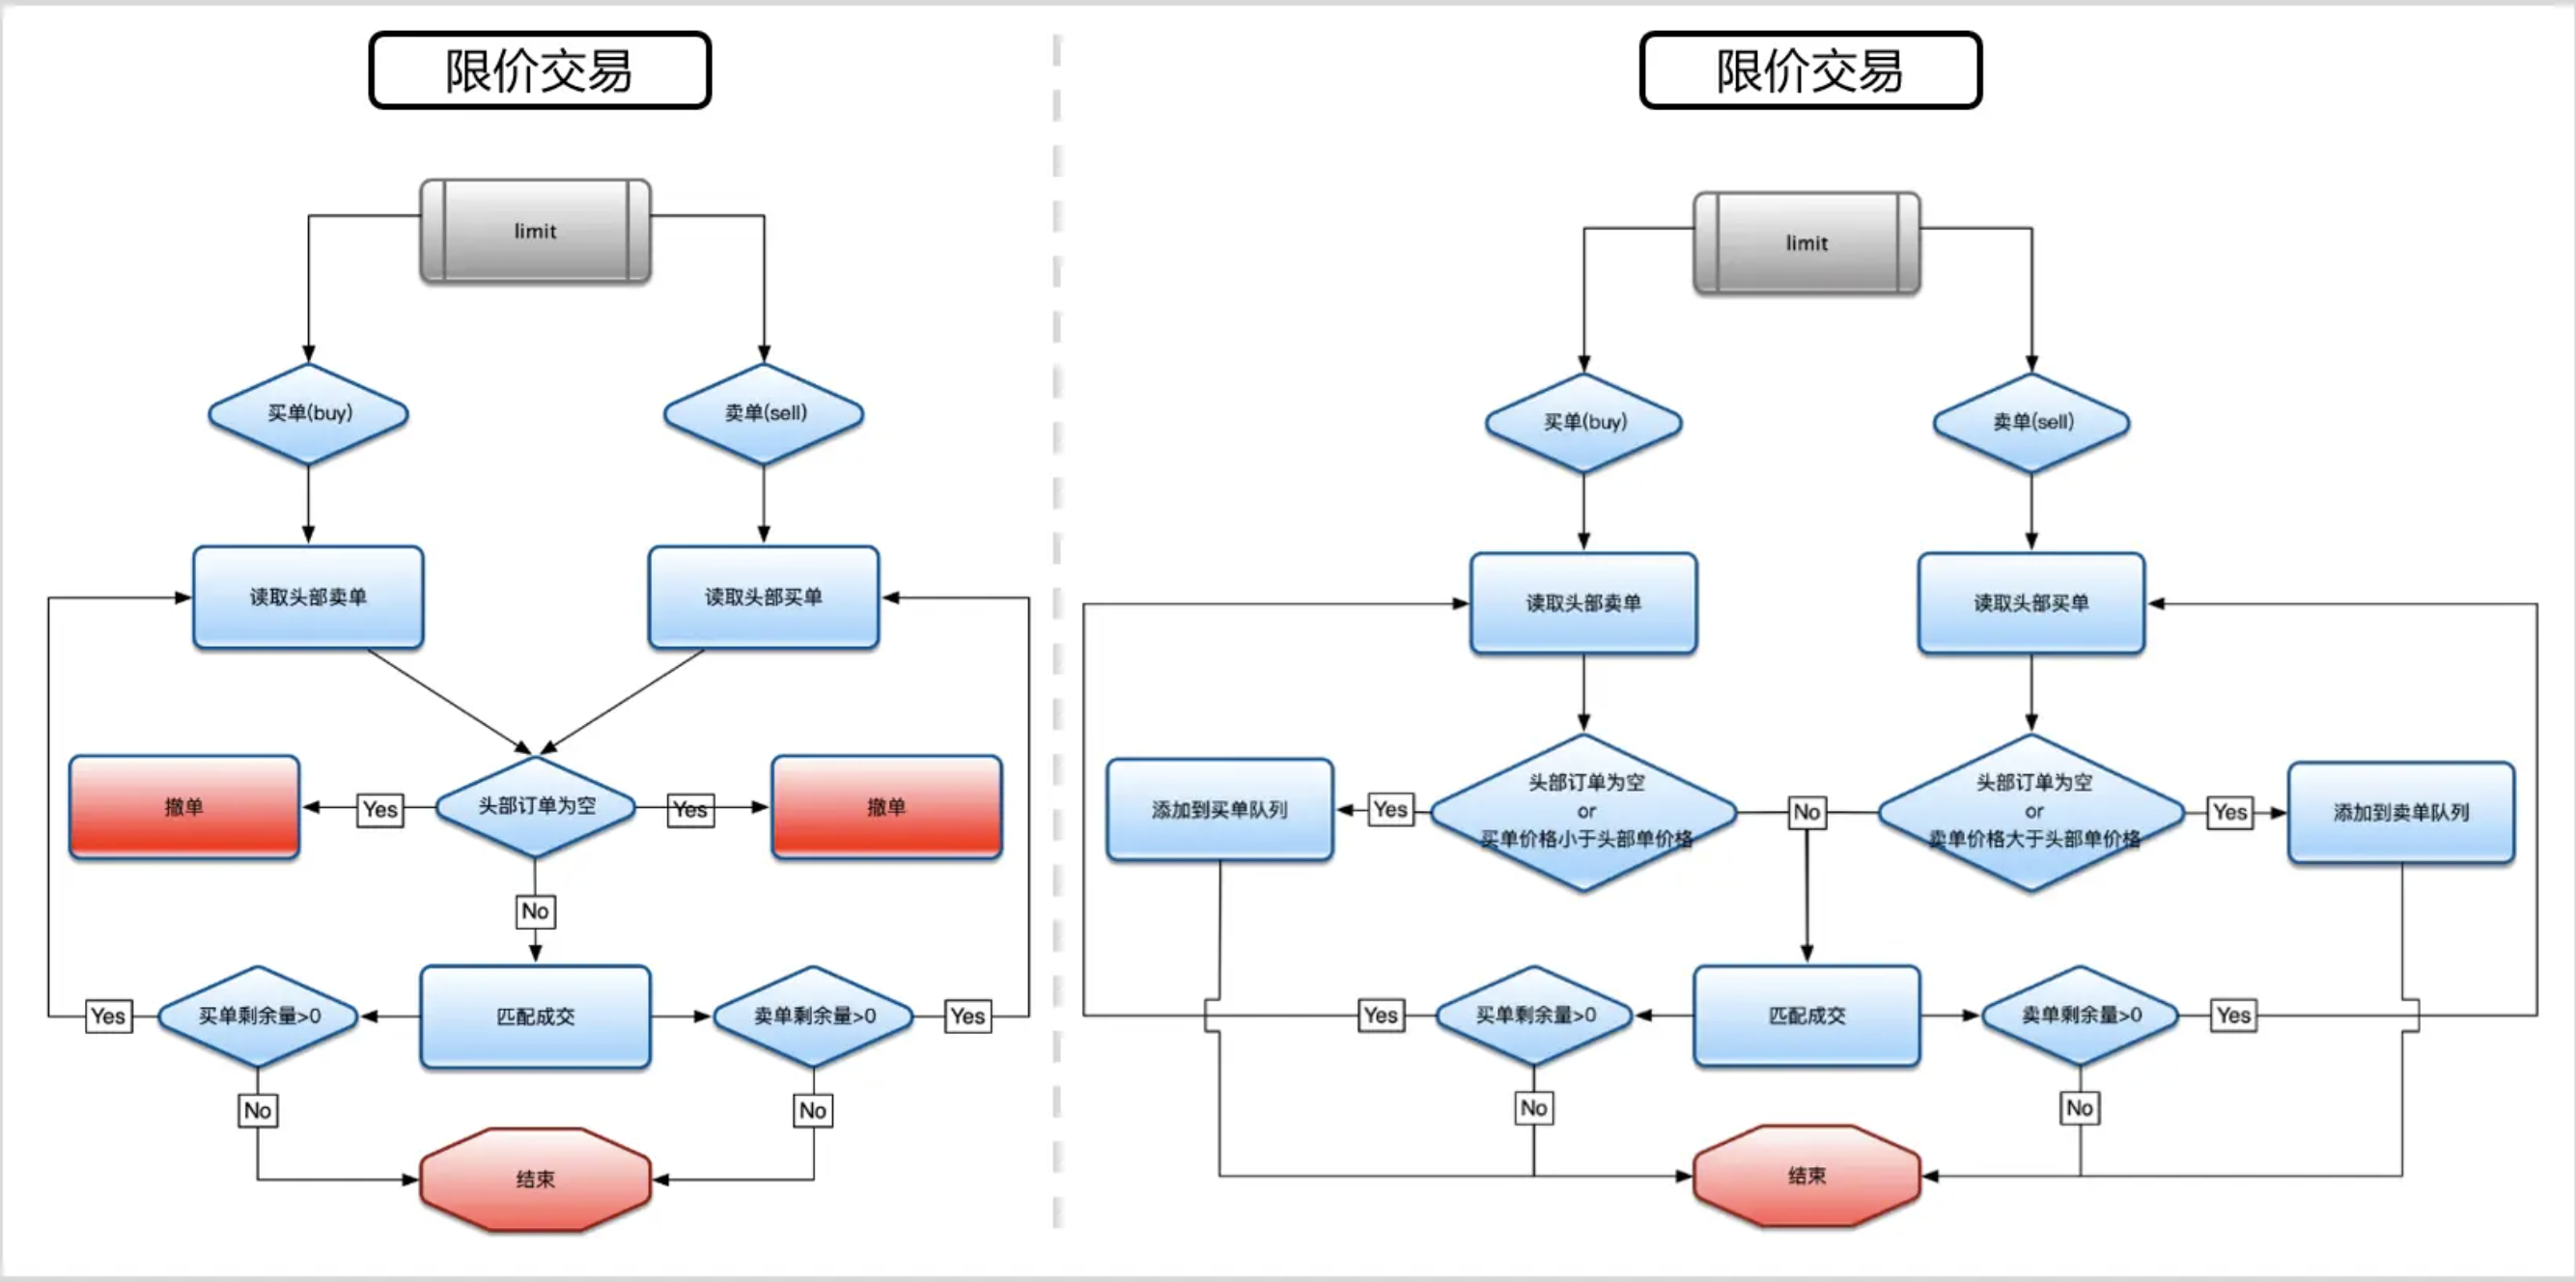 限价交易
limit
买单(buy)
卖单(sell)
读取头部卖单
读取头部买单
撤单
Yes
头部订单为空
Yes
撤单
No
Yes
买单剩余量>0
匹配成交
卖单剩余量>0
Yes
No
No
结束
限价交易
limit
买单(buy)
卖单(sell)
读取头部卖单
读取头部买单
添加到买单队列
Yes
头部订单为空
or
买单价格小于头部单价格
No
头部订单为空
or
卖单价格大于头部单价格
Yes
添加到卖单队列
Yes
买单剩余量>0
匹配成交
卖单剩余量>0
Yes
No
No
结束